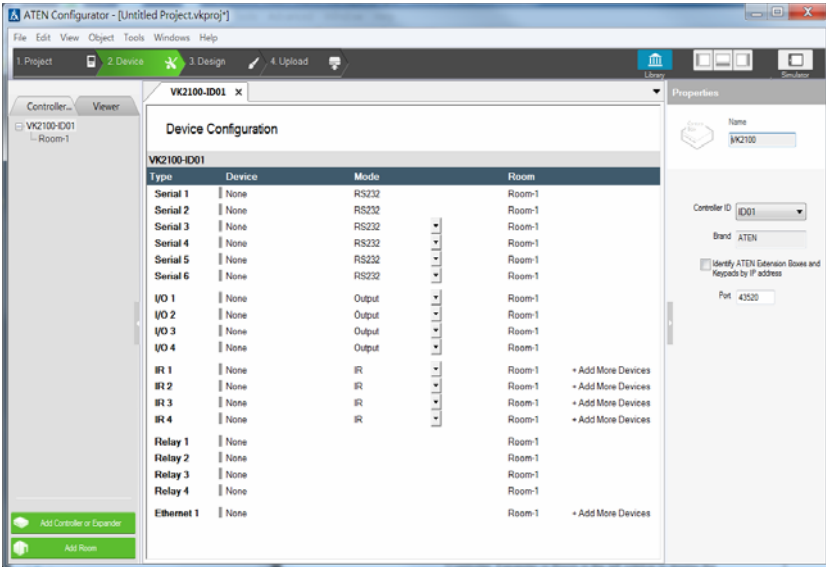 ATEN Configurator - [Untitled Project.vkproj*]
File Edit View Object Tools Windows Help
1. Project 2. Device 3. Design 4. Upload Library Simulator
Controller... Viewer
VK2100-ID01
Room-1
Add Controller or Expander
Add Room
VK2100-ID01 x
Device Configuration
VK2100-ID01
Type Device Mode Room
Serial 1 None RS232 Room-1
Serial 2 None RS232 Room-1
Serial 3 None RS232 Room-1
Serial 4 None RS232 Room-1
Serial 5 None RS232 Room-1
Serial 6 None RS232 Room-1
I/O 1 None Output Room-1
I/O 2 None Output Room-1
I/O 3 None Output Room-1
I/O 4 None Output Room-1
IR 1 None IR Room-1 + Add More Devices
IR 2 None IR Room-1 + Add More Devices
IR 3 None IR Room-1 + Add More Devices
IR 4 None IR Room-1 + Add More Devices
Relay 1 None Room-1
Relay 2 None Room-1
Relay 3 None Room-1
Relay 4 None Room-1
Ethernet 1 None Room-1 + Add More Devices
Properties
Name
VK2100
Controller ID ID01
Brand ATEN
Identify ATEN Extension Boxes and
Keypads by IP address
Port 43520